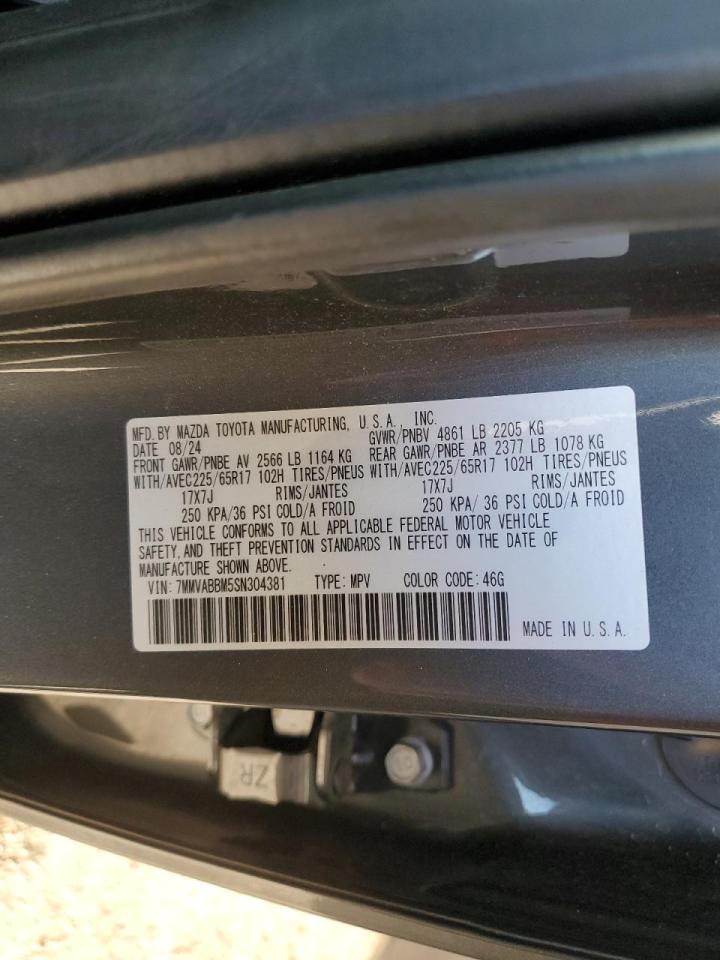 MFD. BY MAZDA TOYOTA MANUFACTURING, U.S.A., INC.
DATE 08/24 GVWR/PNBV 4861 LB 2205 KG
FRONT GAWR/PNBE AV 2566 LB 1164 KG REAR GAWR/PNBE AR 2377 LB 1078 KG
WITH/AVEC225/65R17 102H TIRES/PNEUS WITH/AVEC225/65R17 102H TIRES/PNEUS
17X7J RIMS/JANTES 17X7J RIMS/JANTES
250 KPA/36 PSI COLD/A FROID 250 KPA/36 PSI COLD/A FROID
THIS VEHICLE CONFORMS TO ALL APPLICABLE FEDERAL MOTOR VEHICLE
SAFETY, AND THEFT PREVENTION STANDARDS IN EFFECT ON THE DATE OF
MANUFACTURE SHOWN ABOVE.
VIN: 7MMVABBM5SN304381 TYPE: MPV COLOR CODE: 46G
MADE IN U.S.A.
ZR